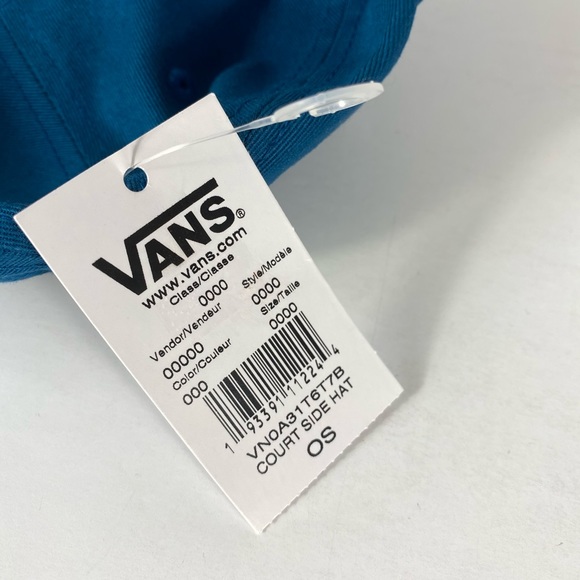 VANS®
www.vans.com
Class/Classe
0000
Style/Modèle
0000
Vendor/Vendeur
00000
Size/Taille
0000
Color/Couleur
000
1 93391 11224 4
VN0A31T6T7B
COURT SIDE HAT
OS